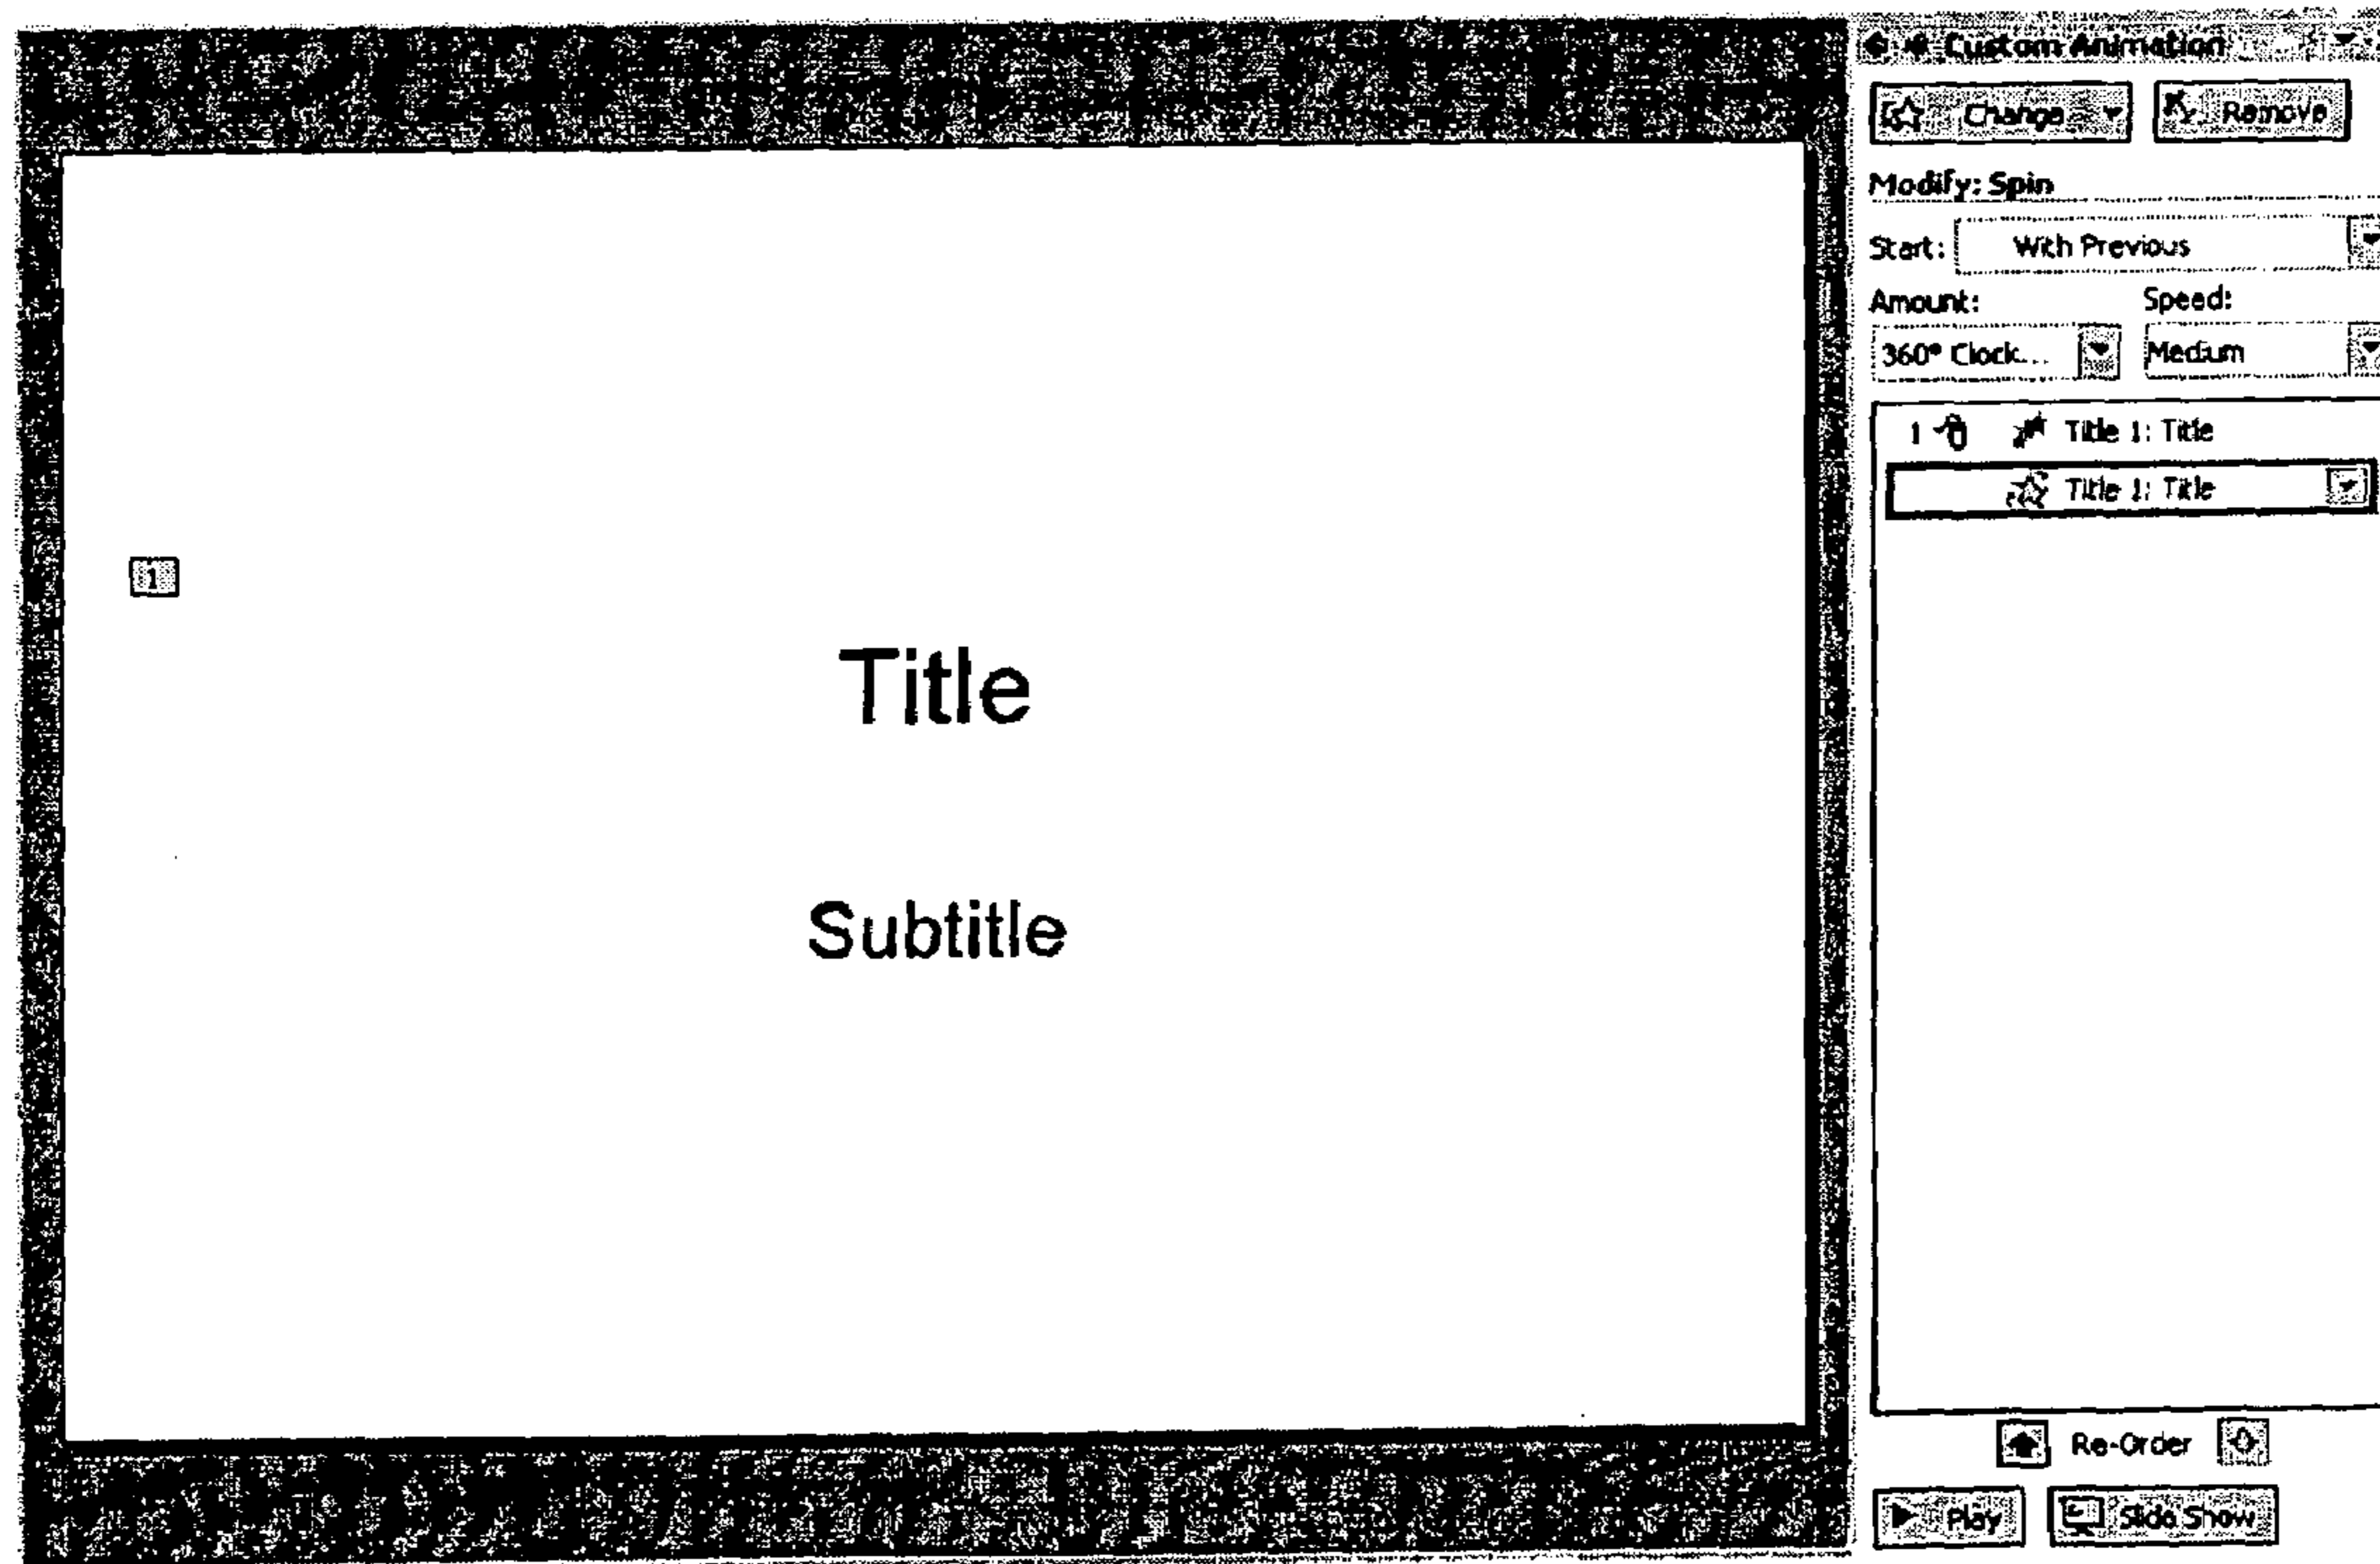 1
Title
Subtitle
Custom Animation
Change
Remove
Modify: Spin
Start: With Previous
Amount: Speed:
360° Clock... Medium
1 Title 1: Title
Title 1: Title
Re-Order
Play Slide Show